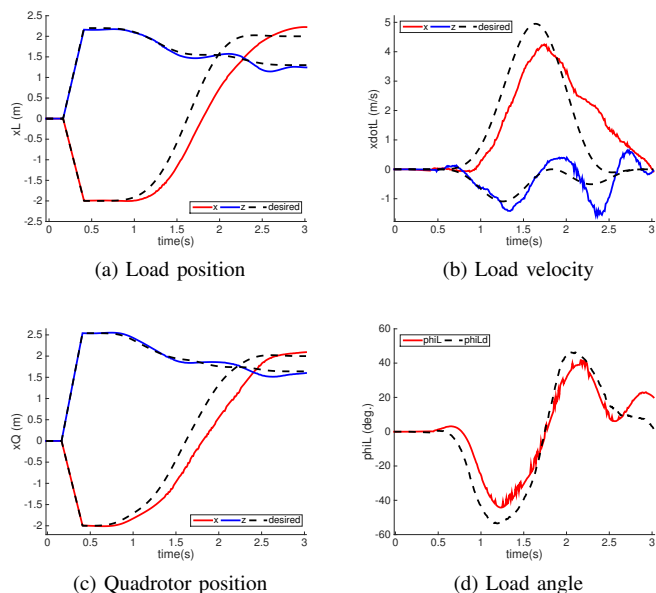 2.5
2
1.5
1
0.5
0
-0.5
-1
-1.5
-2
2.5
xL (m)
x z desired
0 0.5 1 1.5 2 2.5 3
time(s)
(a) Load position
5
4
3
2
1
0
-1
xdotL (m/s)
x z desired
0 0.5 1 1.5 2 2.5 3
time(s)
(b) Load velocity
2.5
2
1.5
1
0.5
0
-0.5
-1
-1.5
-2
xQ (m)
x z desired
0 0.5 1 1.5 2 2.5 3
time(s)
(c) Quadrotor position
60
40
20
0
-20
-40
-60
phiL (deg.)
phiL phiLd
0 0.5 1 1.5 2 2.5 3
time(s)
(d) Load angle